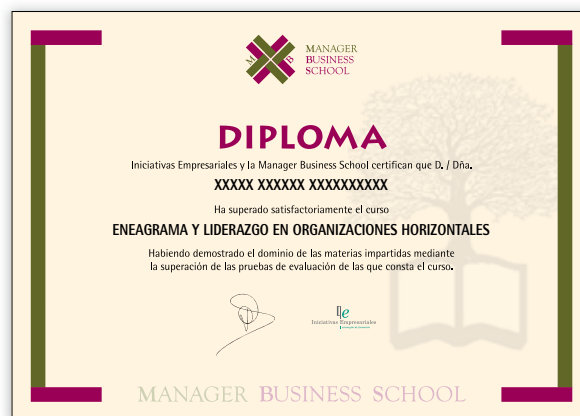 M B
MANAGER
BUSINESS
SCHOOL
DIPLOMA
Iniciativas Empresariales y la Manager Business School certifican que D. / Dña.
XXXXX XXXXXX XXXXXXXXXX
Ha superado satisfactoriamente el curso
ENEAGRAMA Y LIDERAZGO EN ORGANIZACIONES HORIZONTALES
Habiendo demostrado el dominio de las materias impartidas mediante
la superación de las pruebas de evaluación de las que consta el curso.
Iniciativas Empresariales
MANAGER BUSINESS SCHOOL